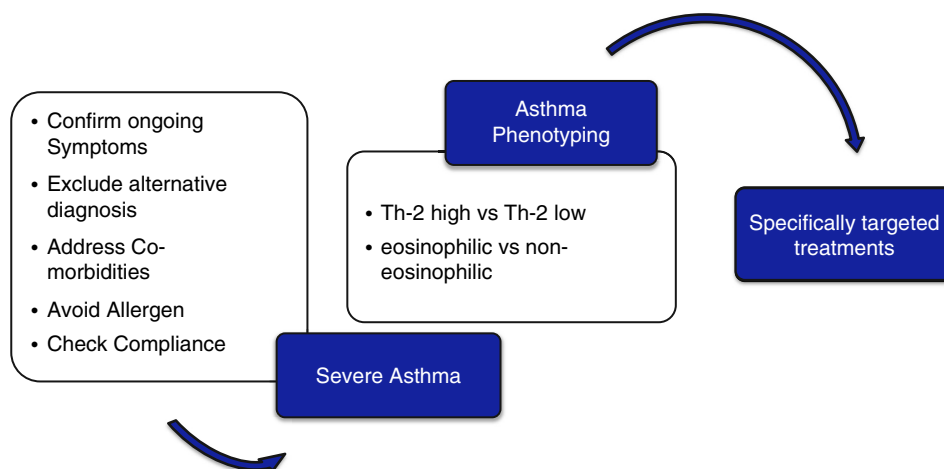 • Confirm ongoing
Symptoms
• Exclude alternative
diagnosis
• Address Co-
morbidities
• Avoid Allergen
• Check Compliance
Severe Asthma
Asthma
Phenotyping
• Th-2 high vs Th-2 low
• eosinophilic vs non-
eosinophilic
Specifically targeted
treatments